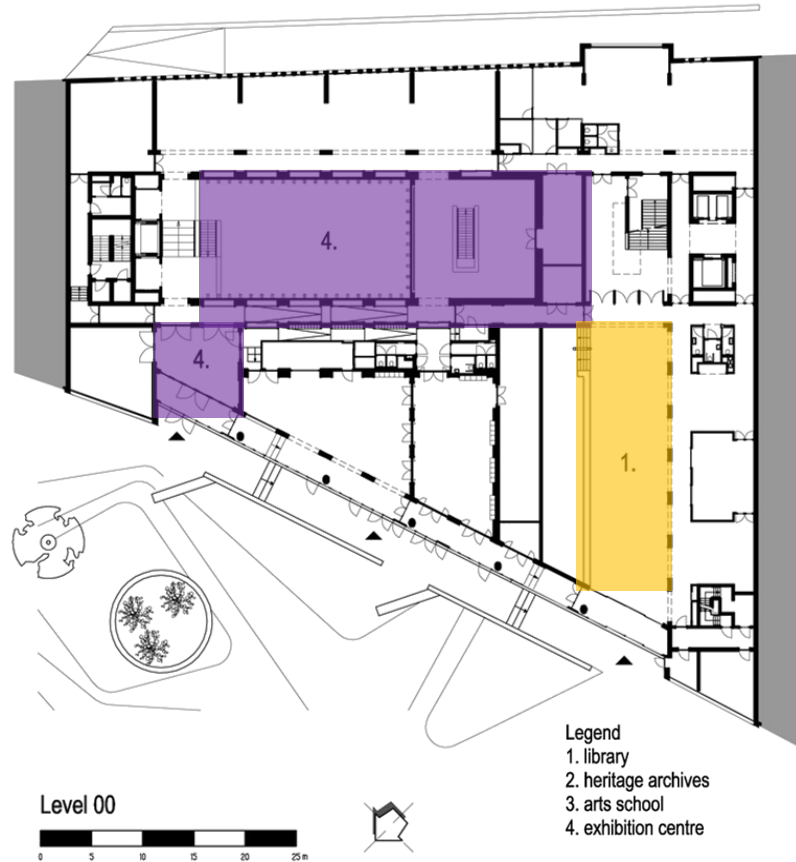 4.
4.
1.
Legend
1. library
2. heritage archives
3. arts school
4. exhibition centre
Level 00
0 5 10 15 20 25 m